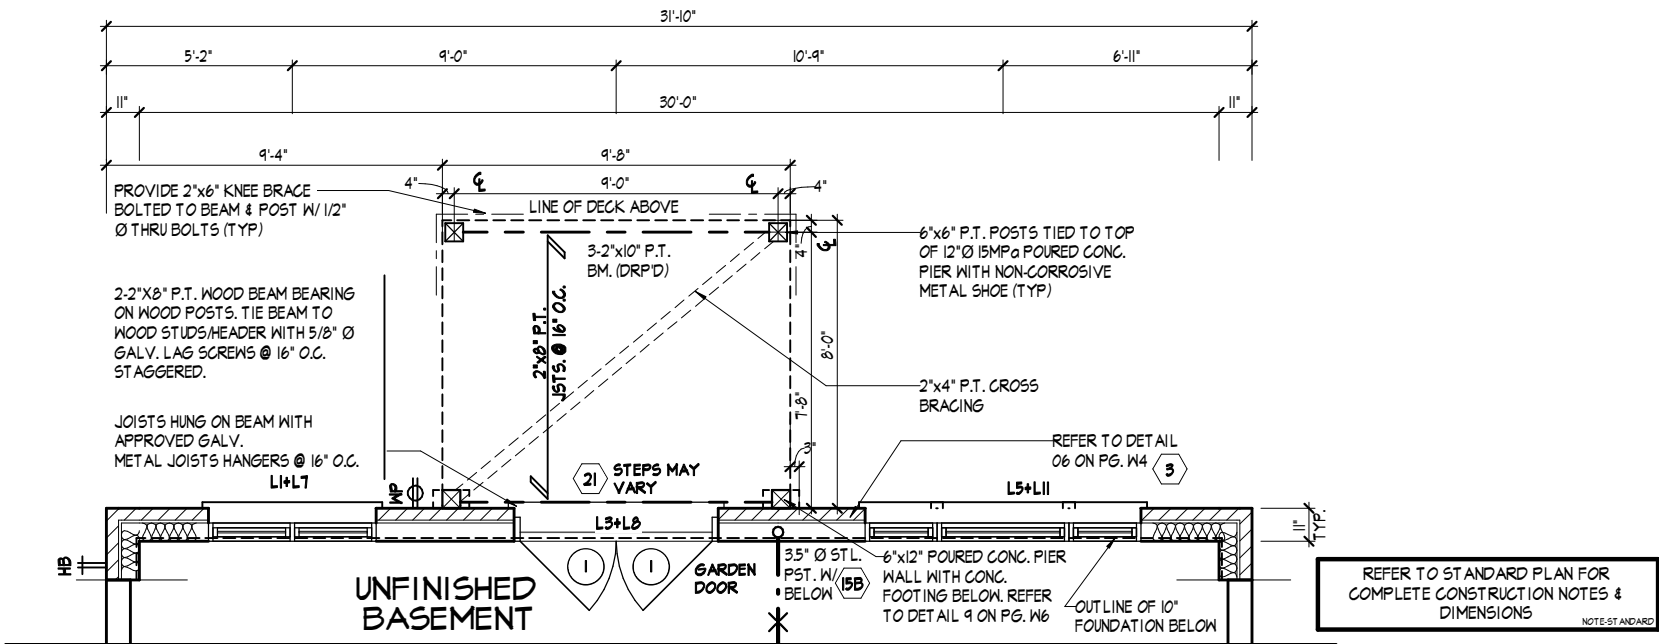 31'-10"
5'-2"
9'-0"
10'-9"
6'-11"
11"
30'-0"
11"
9'-4"
9'-8"
4"
℄
9'-0"
℄
4"
PROVIDE 2"x6" KNEE BRACE
BOLTED TO BEAM & POST W/ 1/2"
Ø THRU BOLTS (TYP)
LINE OF DECK ABOVE
3-2"x10" P.T.
BM. (DRP'D)
4"
℄
6"x6" P.T. POSTS TIED TO TOP
OF 12"Ø 15MPa POURED CONC.
PIER WITH NON-CORROSIVE
METAL SHOE (TYP)
2-2"X8" P.T. WOOD BEAM BEARING
ON WOOD POSTS. TIE BEAM TO
WOOD STUDS/HEADER WITH 5/8" Ø
GALV. LAG SCREWS @ 16" O.C.
STAGGERED.
2"x8" P.T.
JSTS. @ 16" O.C.
8'-0"
7'-8"
2"x4" P.T. CROSS
BRACING
JOISTS HUNG ON BEAM WITH
APPROVED GALV.
METAL JOISTS HANGERS @ 16" O.C.
3"
REFER TO DETAIL
06 ON PG. W4
3
21
STEPS MAY
VARY
L1+L7
WP
L5+L11
L3+L8
11"
TYP.
HB
1
1
GARDEN
DOOR
3.5" Ø STL.
PST. W/
BELOW
15B
6"x12" POURED CONC. PIER
WALL WITH CONC.
FOOTING BELOW. REFER
TO DETAIL 9 ON PG. W6
OUTLINE OF 10"
FOUNDATION BELOW
UNFINISHED
BASEMENT
REFER TO STANDARD PLAN FOR
COMPLETE CONSTRUCTION NOTES &
DIMENSIONS
NOTE-STANDARD